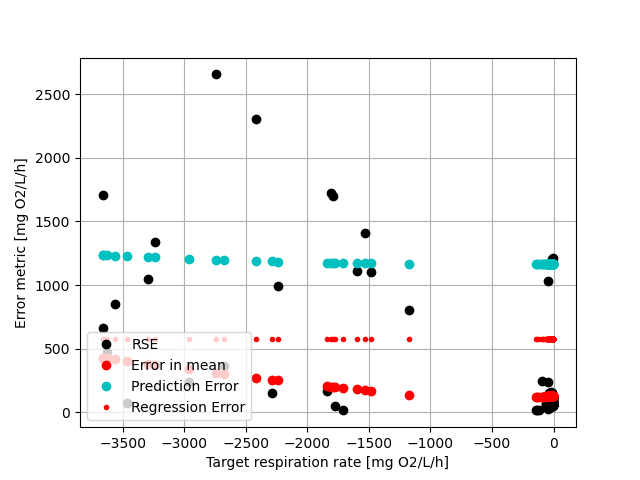 2500
2000
1500
1000
500
0
Error metric [mg O2/L/h]
RSE
Error in mean
Prediction Error
Regression Error
−3500 −3000 −2500 −2000 −1500 −1000 −500 0
Target respiration rate [mg O2/L/h]